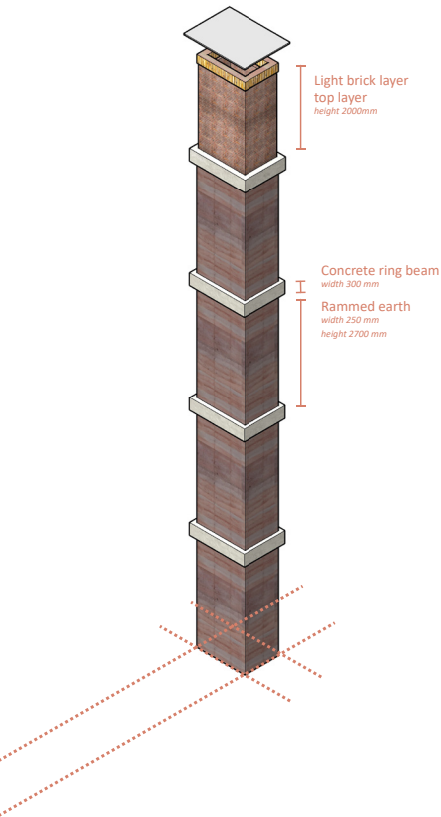 Light brick layer
top layer
height 2000mm
Concrete ring beam
width 300 mm
Rammed earth
width 250 mm
height 2700 mm